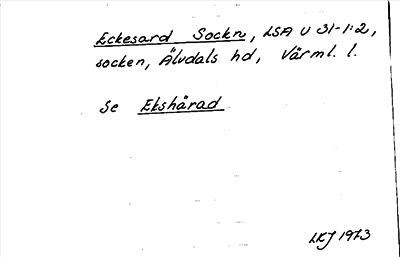 Eckesard Sockn, LSA U 31-1:2,
socken, Älvdals hd, Värml. l.
Se Ekshärad
LKJ 1973